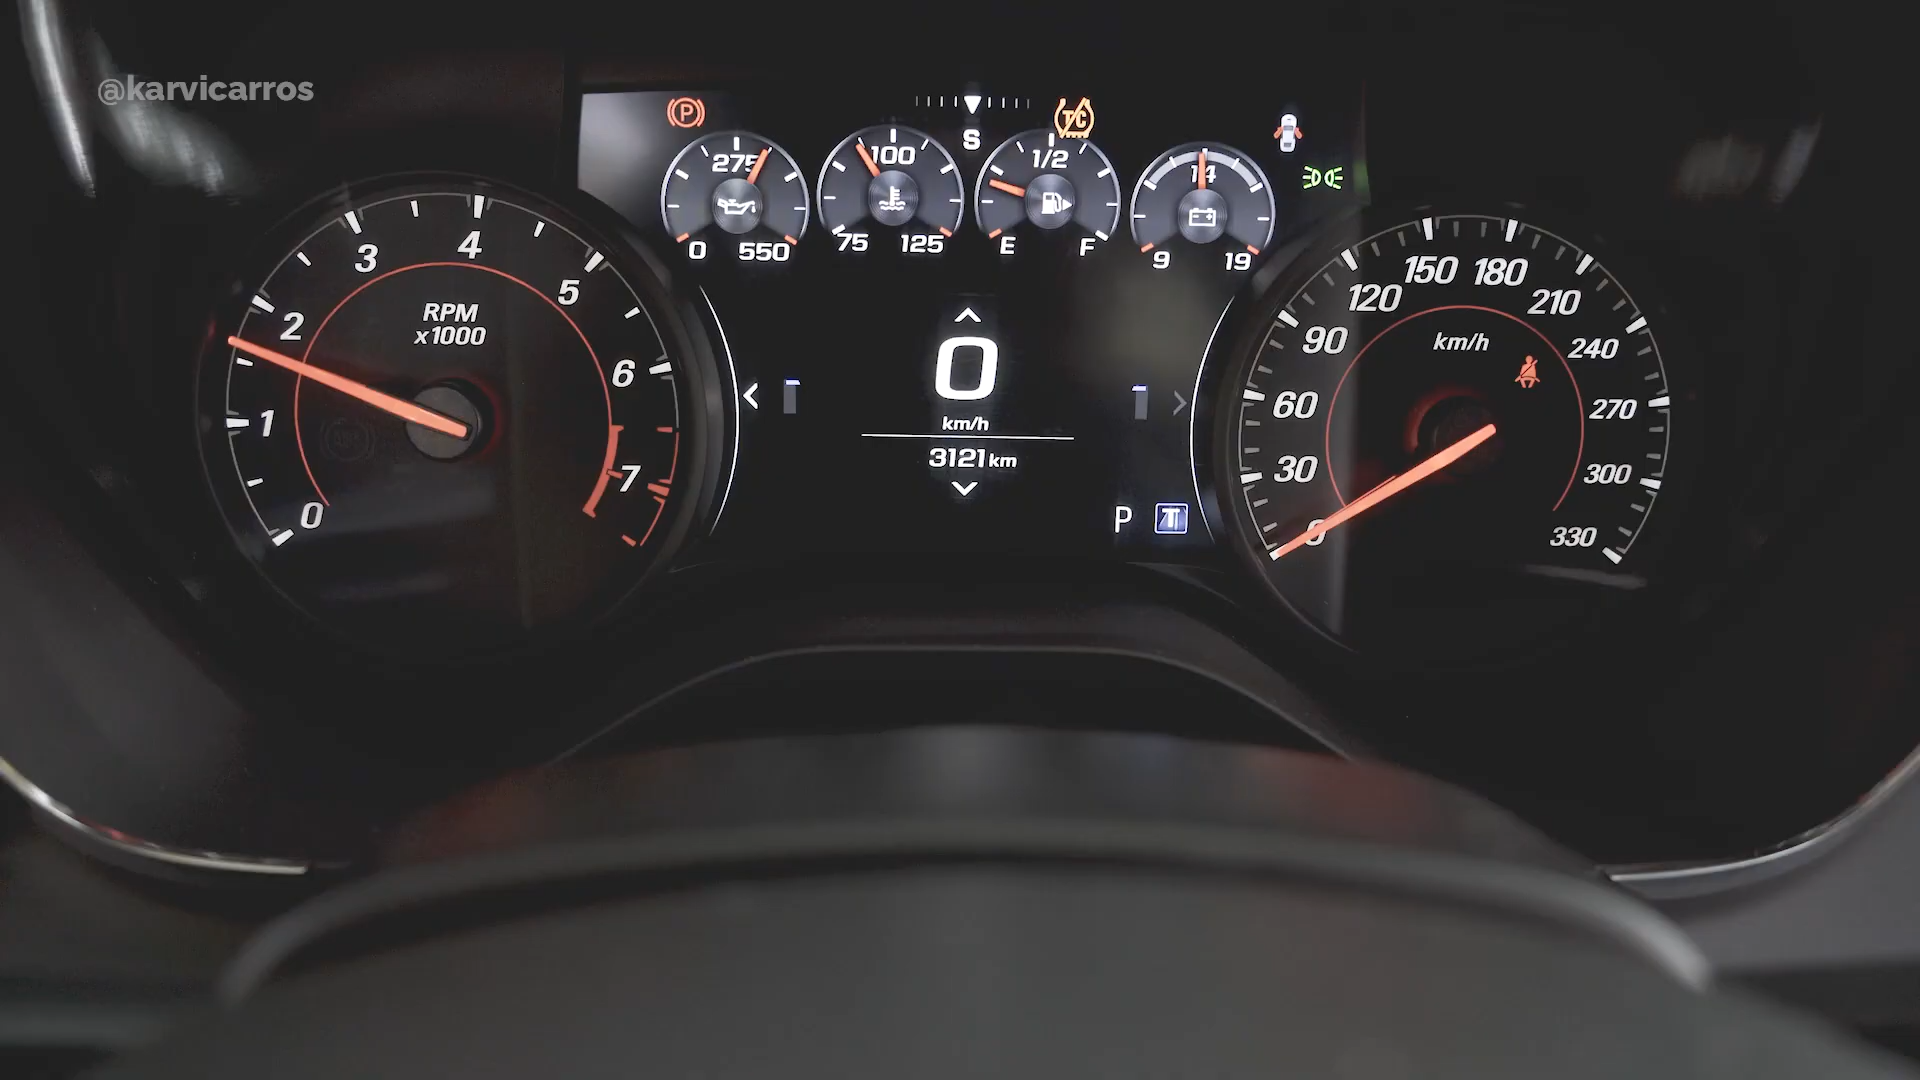 @karvicarros
P
S
TC
275
0 550
100
75 125
1/2
E F
14
9 19
0 1 2 3 4 5 6 7
RPM
x1000
0
km/h
3121 km
P T
0 30 60 90 120 150 180 210 240 270 300 330
km/h